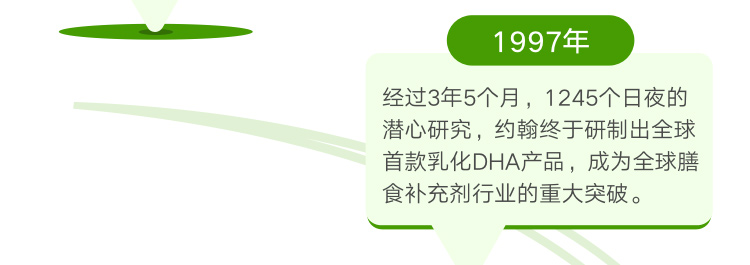 1997年
经过3年5个月，1245个日夜的
潜心研究，约翰终于研制出全球
首款乳化DHA产品，成为全球膳
食补充剂行业的重大突破。